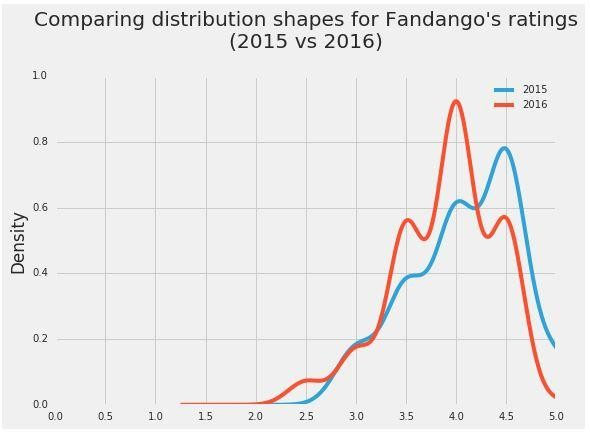 Comparing distribution shapes for Fandango's ratings
(2015 vs 2016)
1.0
2015
2016
0.8
0.6
Density
0.4
0.2
0.0
0.0 0.5 1.0 1.5 2.0 2.5 3.0 3.5 4.0 4.5 5.0